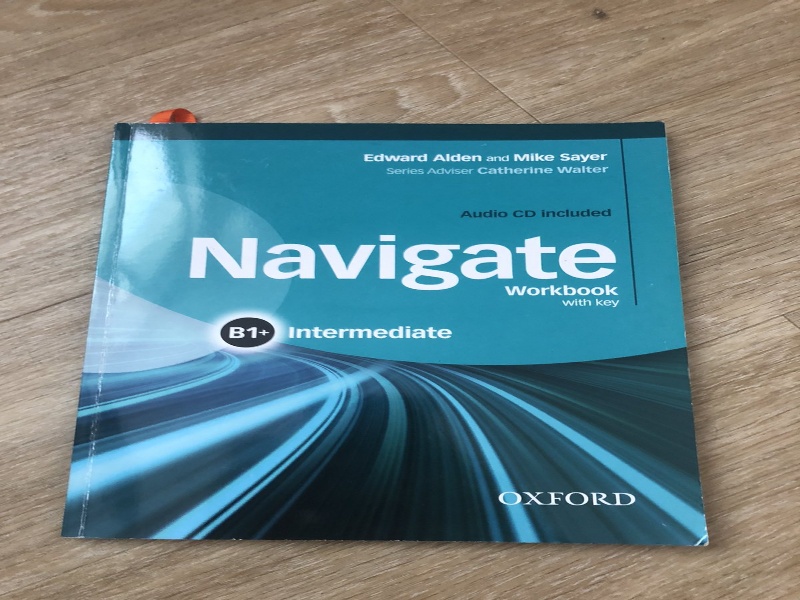 Edward Alden and Mike Sayer
Series Adviser Catherine Walter
Audio CD included
Navigate
Workbook
with key
B1+ Intermediate
OXFORD